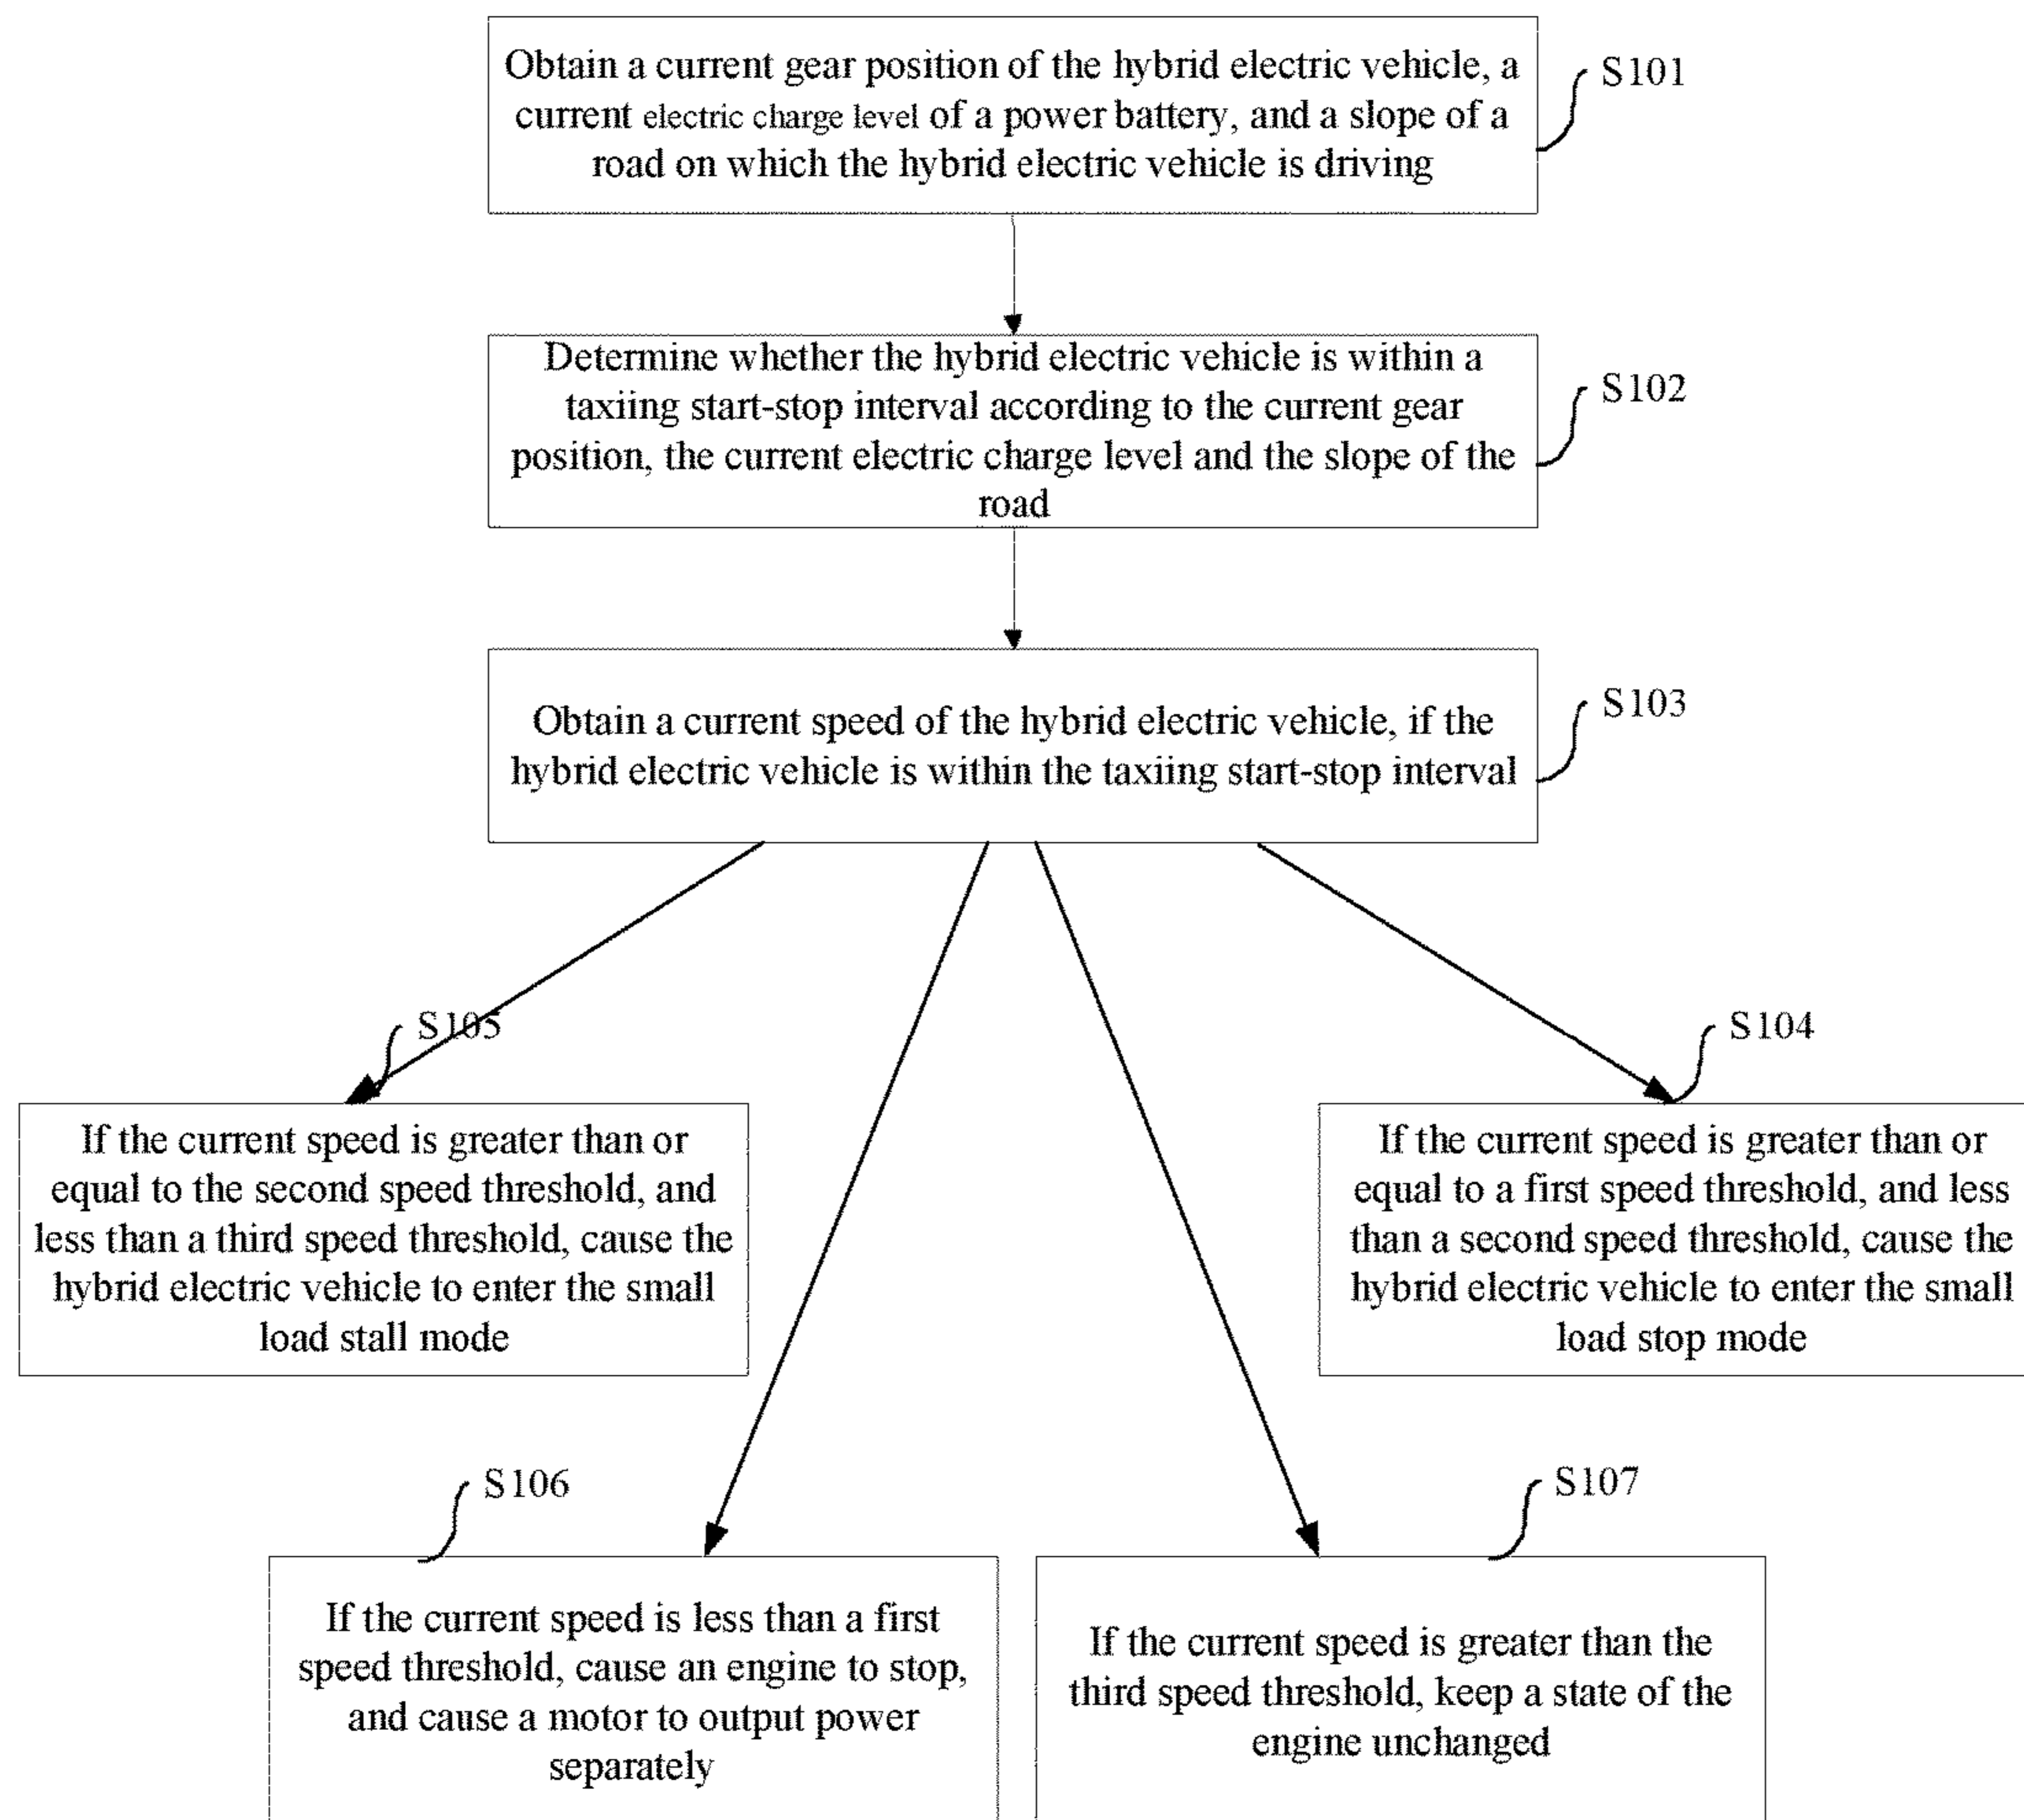 Obtain a current gear position of the hybrid electric vehicle, a
current electric charge level of a power battery, and a slope of a
road on which the hybrid electric vehicle is driving
S101
Determine whether the hybrid electric vehicle is within a
taxiing start-stop interval according to the current gear
position, the current electric charge level and the slope of the
road
S102
Obtain a current speed of the hybrid electric vehicle, if the
hybrid electric vehicle is within the taxiing start-stop interval
S103
S105
If the current speed is greater than or
equal to the second speed threshold, and
less than a third speed threshold, cause the
hybrid electric vehicle to enter the small
load stall mode
S104
If the current speed is greater than or
equal to a first speed threshold, and less
than a second speed threshold, cause the
hybrid electric vehicle to enter the small
load stop mode
S106
If the current speed is less than a first
speed threshold, cause an engine to stop,
and cause a motor to output power
separately
S107
If the current speed is greater than the
third speed threshold, keep a state of the
engine unchanged